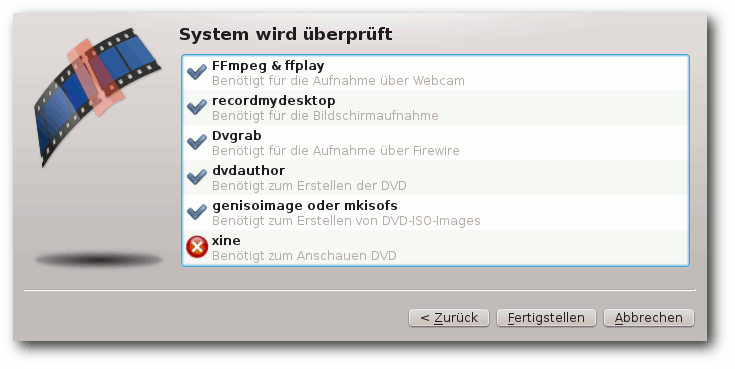 System wird überprüft
FFmpeg & ffplay
Benötigt für die Aufnahme über Webcam
recordmydesktop
Benötigt für die Bildschirmaufnahme
Dvgrab
Benötigt für die Aufnahme über Firewire
dvdauthor
Benötigt zum Erstellen der DVD
genisoimage oder mkisofs
Benötigt zum Erstellen von DVD-ISO-Images
xine
Benötigt zum Anschauen DVD
< Zurück Fertigstellen Abbrechen